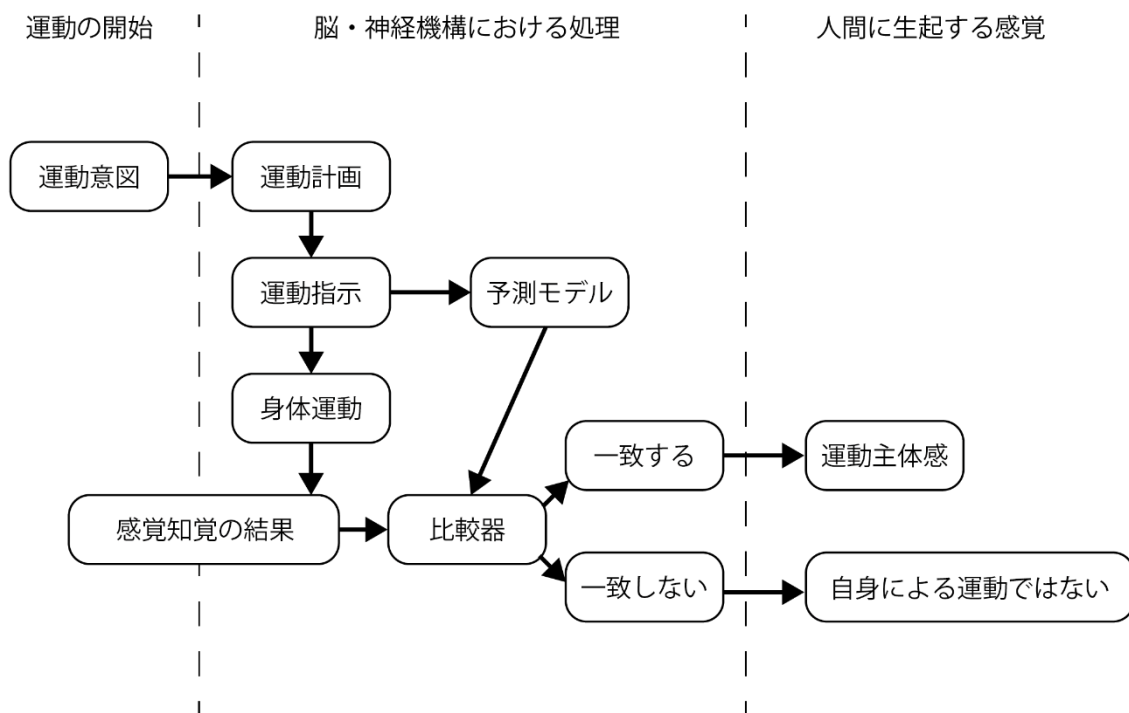 運動の開始
脳・神経機構における処理
人間に生起する感覚
運動意図
運動計画
運動指示
予測モデル
身体運動
一致する
運動主体感
感覚知覚の結果
比較器
一致しない
自身による運動ではない